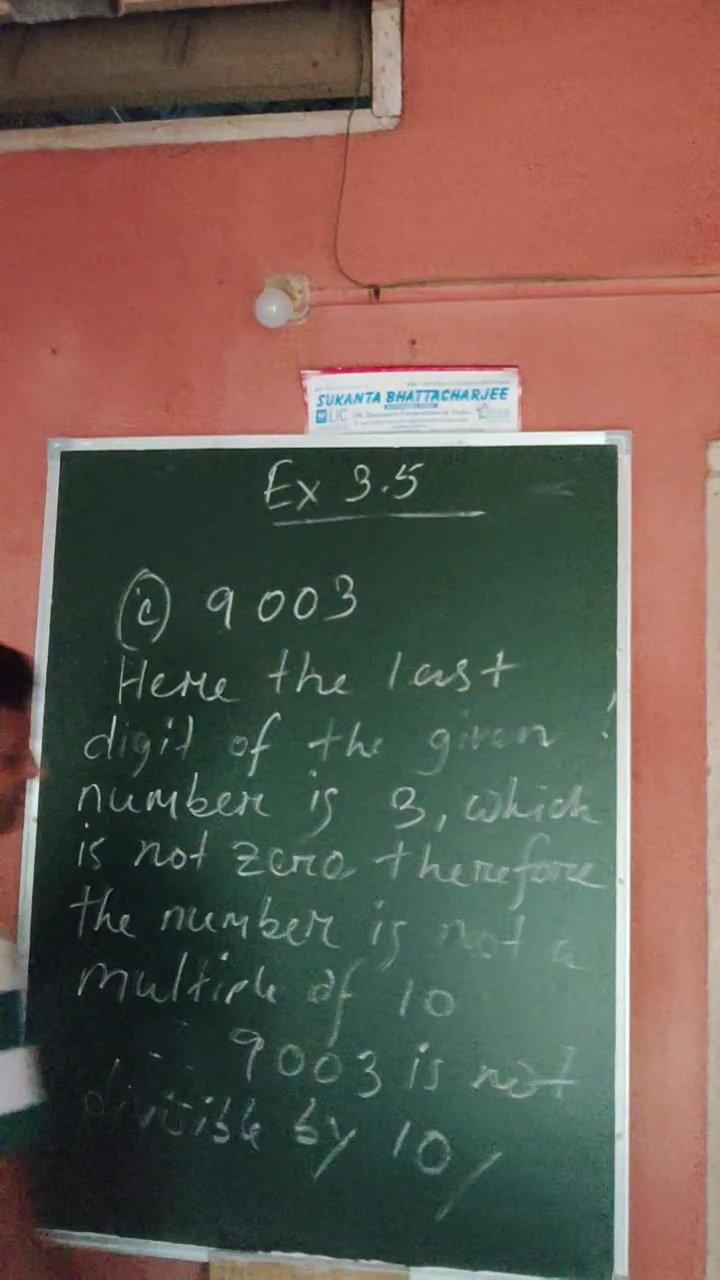 SUKANTA BHATTACHARJEE
LIC
Ex 3.5
(c) 9003
Here the last
digit of the given
number is 3, which
is not zero therefore
the number is not a
multiple of 10
∴ 9003 is not
divisible by 10/